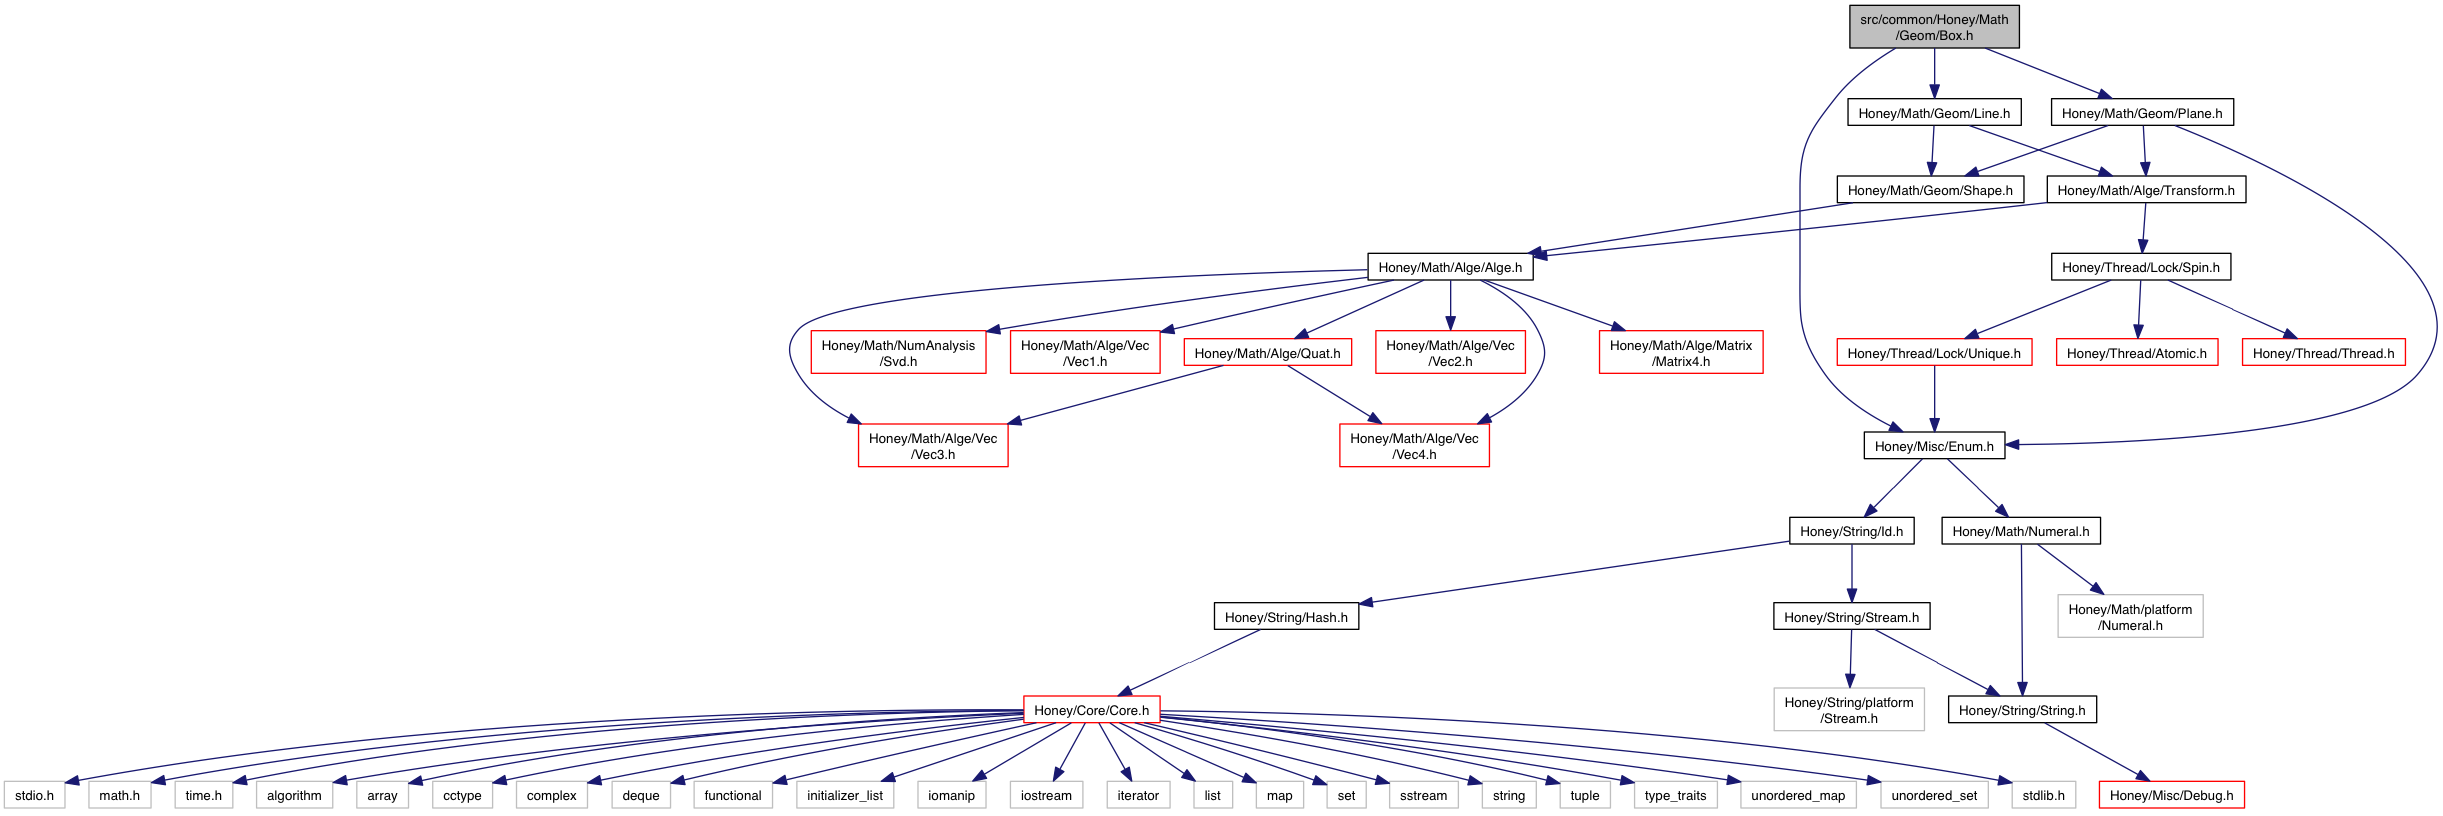 src/common/Honey/Math
/Geom/Box.h
Honey/Math/Geom/Line.h
Honey/Math/Geom/Plane.h
Honey/Math/Geom/Shape.h
Honey/Math/Alge/Transform.h
Honey/Math/Alge/Alge.h
Honey/Thread/Lock/Spin.h
Honey/Math/NumAnalysis
/Svd.h
Honey/Math/Alge/Vec
/Vec1.h
Honey/Math/Alge/Quat.h
Honey/Math/Alge/Vec
/Vec2.h
Honey/Math/Alge/Matrix
/Matrix4.h
Honey/Thread/Lock/Unique.h
Honey/Thread/Atomic.h
Honey/Thread/Thread.h
Honey/Math/Alge/Vec
/Vec3.h
Honey/Math/Alge/Vec
/Vec4.h
Honey/Misc/Enum.h
Honey/String/Id.h
Honey/Math/Numeral.h
Honey/String/Hash.h
Honey/String/Stream.h
Honey/Math/platform
/Numeral.h
Honey/Core/Core.h
Honey/String/platform
/Stream.h
Honey/String/String.h
stdio.h
math.h
time.h
algorithm
array
cctype
complex
deque
functional
initializer_list
iomanip
iostream
iterator
list
map
set
sstream
string
tuple
type_traits
unordered_map
unordered_set
stdlib.h
Honey/Misc/Debug.h